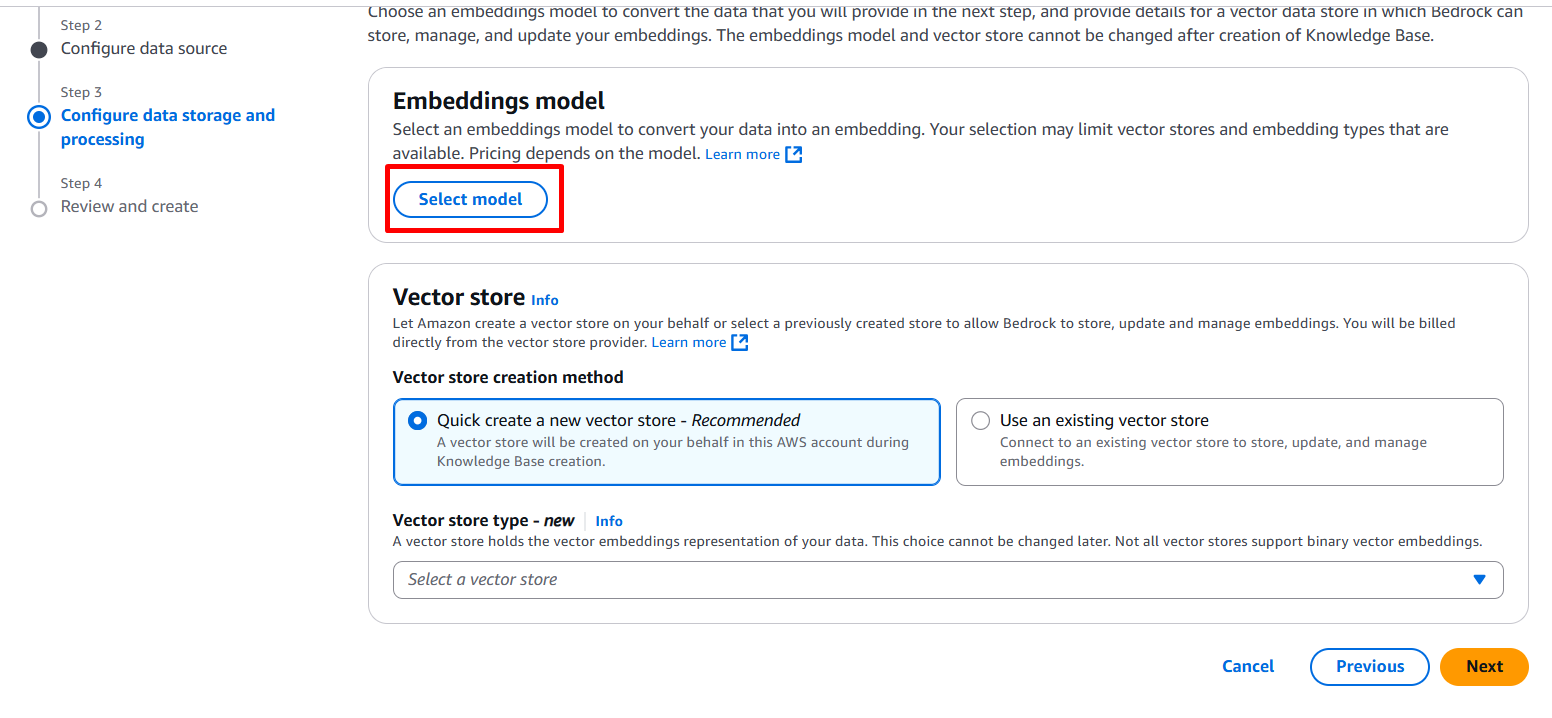 Step 2
Configure data source
Step 3
Configure data storage and
processing
Step 4
Review and create
Choose an embeddings model to convert the data that you will provide in the next step, and provide details for a vector data store in which Bedrock can
store, manage, and update your embeddings. The embeddings model and vector store cannot be changed after creation of Knowledge Base.
Embeddings model
Select an embeddings model to convert your data into an embedding. Your selection may limit vector stores and embedding types that are
available. Pricing depends on the model. Learn more
Select model
Vector store Info
Let Amazon create a vector store on your behalf or select a previously created store to allow Bedrock to store, update and manage embeddings. You will be billed
directly from the vector store provider. Learn more
Vector store creation method
Quick create a new vector store - Recommended
A vector store will be created on your behalf in this AWS account during
Knowledge Base creation.
Use an existing vector store
Connect to an existing vector store to store, update, and manage
embeddings.
Vector store type - new Info
A vector store holds the vector embeddings representation of your data. This choice cannot be changed later. Not all vector stores support binary vector embeddings.
Select a vector store
Cancel Previous Next